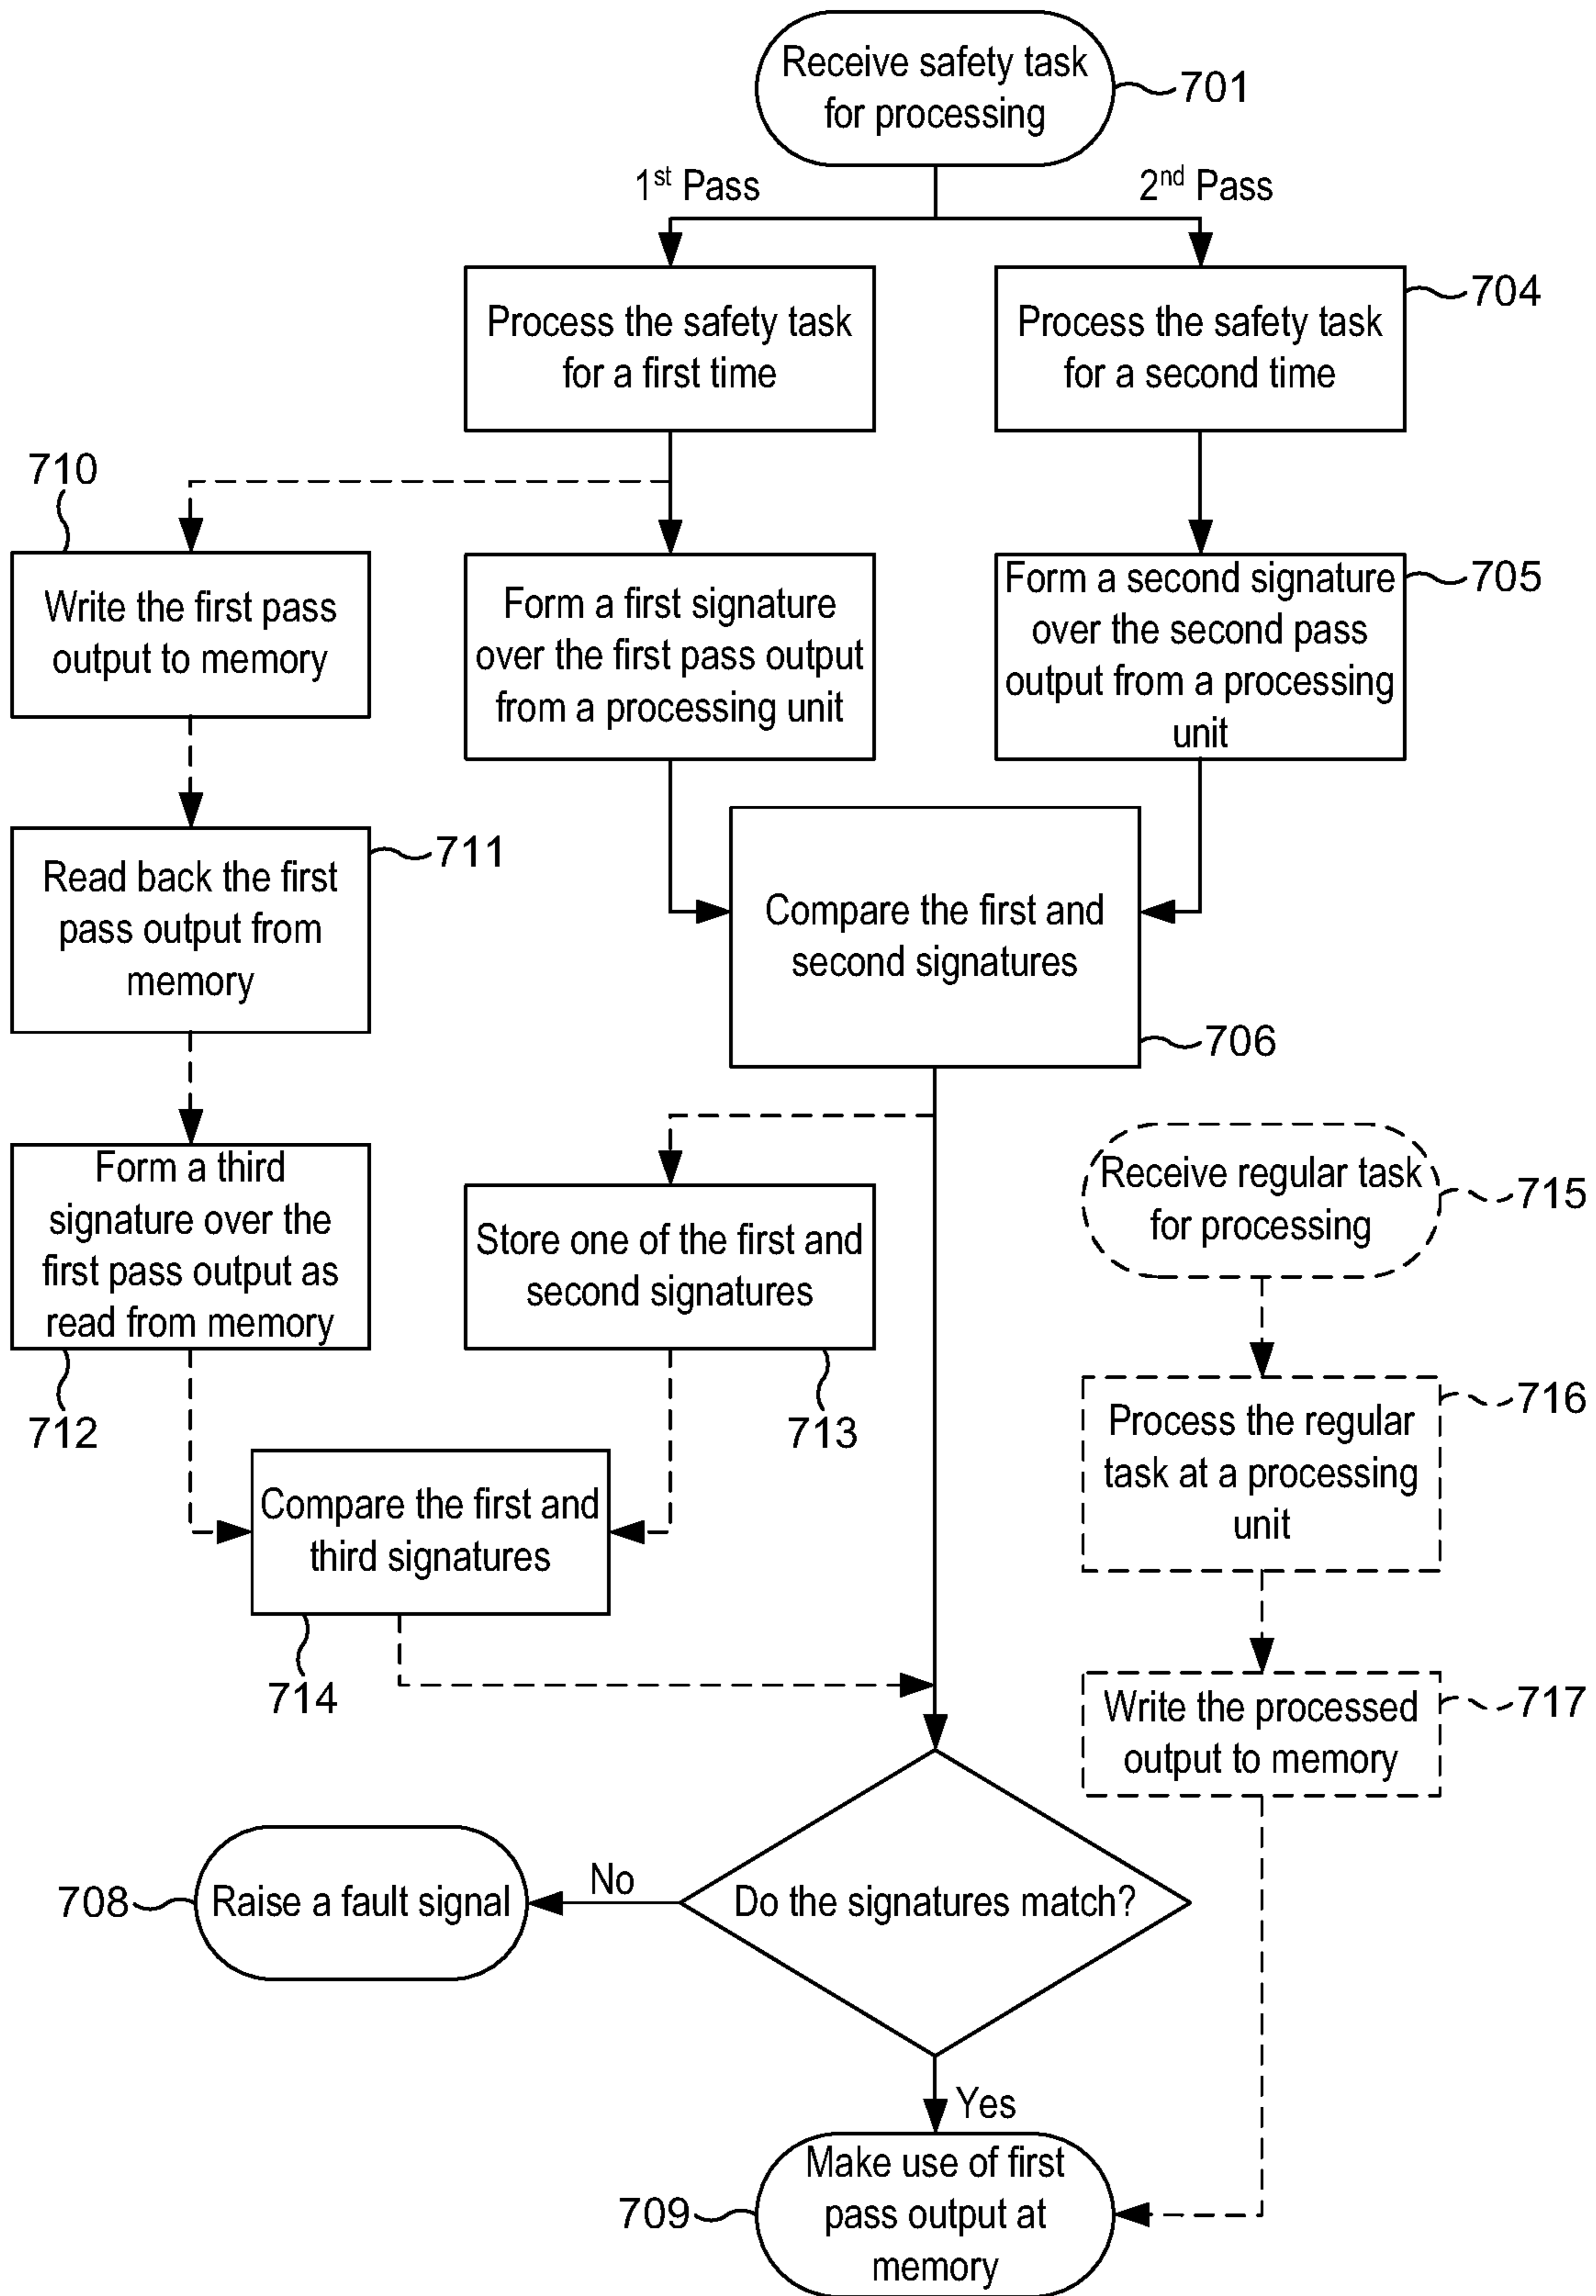 Receive safety task
for processing
701
1st Pass
2nd Pass
Process the safety task
for a first time
Process the safety task
for a second time
704
710
Write the first pass
output to memory
Form a first signature
over the first pass output
from a processing unit
Form a second signature
over the second pass
output from a processing
unit
705
Read back the first
pass output from
memory
711
Compare the first and
second signatures
706
Form a third
signature over the
first pass output as
read from memory
712
Store one of the first and
second signatures
713
Receive regular task
for processing
715
Process the regular
task at a processing
unit
716
Compare the first and
third signatures
714
Write the processed
output to memory
717
Do the signatures match?
No
Raise a fault signal
708
Yes
Make use of first
pass output at
memory
709